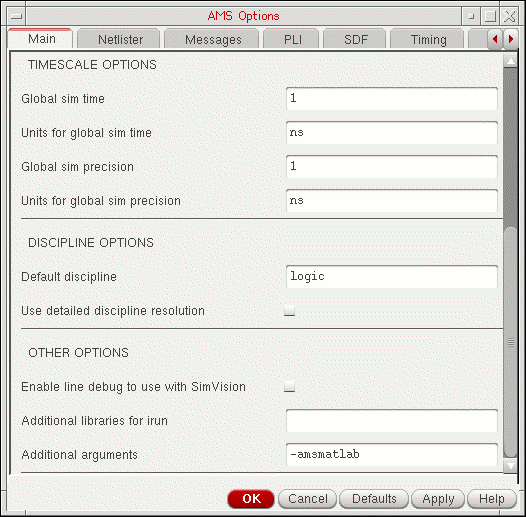 AMS Options
Main Netlister Messages PLI SDF Timing
TIMESCALE OPTIONS
Global sim time 1
Units for global sim time ns
Global sim precision 1
Units for global sim precision ns
DISCIPLINE OPTIONS
Default discipline logic
Use detailed discipline resolution
OTHER OPTIONS
Enable line debug to use with SimVision
Additional libraries for irun
Additional arguments -amsmatlab
OK Cancel Defaults Apply Help